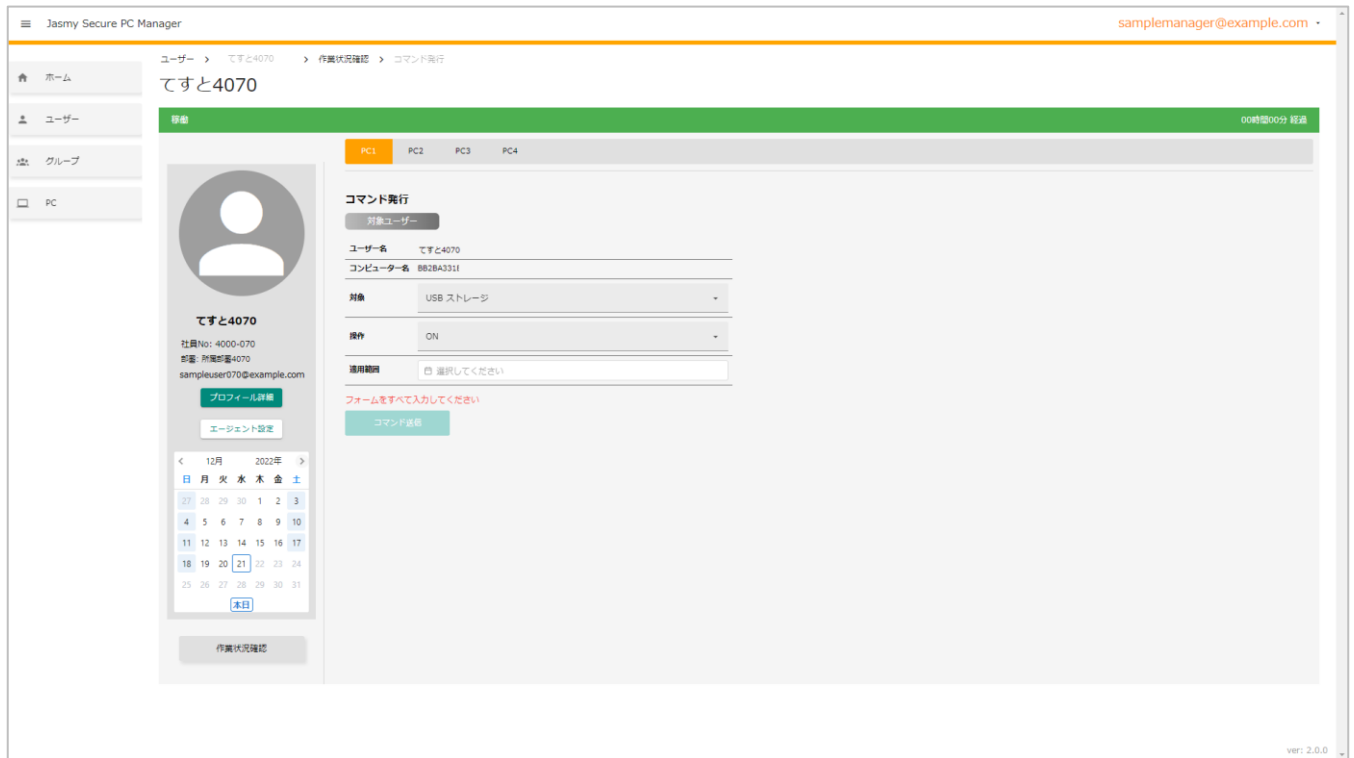 Jasmy Secure PC Manager
samplemanager@example.com
ユーザー > てすと4070 > 作業状況確認 > コマンド発行
てすと4070
ホーム
ユーザー
グループ
PC
稼働
00時間00分 経過
PC1 PC2 PC3 PC4
てすと4070
社員No: 4000-070
部署: 所属部署4070
sampleuser070@example.com
プロフィール詳細
エージェント設定
12月 2022年
日 月 火 水 木 金 土
27 28 29 30 1 2 3
4 5 6 7 8 9 10
11 12 13 14 15 16 17
18 19 20 21 22 23 24
25 26 27 28 29 30 31
本日
作業状況確認
コマンド発行
対象ユーザー
ユーザー名 てすと4070
コンピューター名
対象 USB ストレージ
操作 ON
適用範囲 選択してください
フォームをすべて入力してください
コマンド送信
ver: 2.0.0